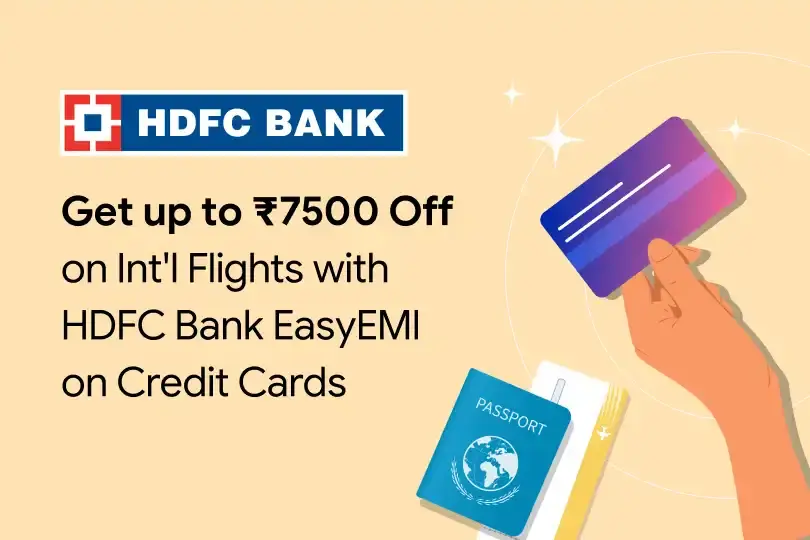 HDFC BANK
Get up to ₹7500 Off
on Int'l Flights with
HDFC Bank EasyEMI
on Credit Cards
PASSPORT